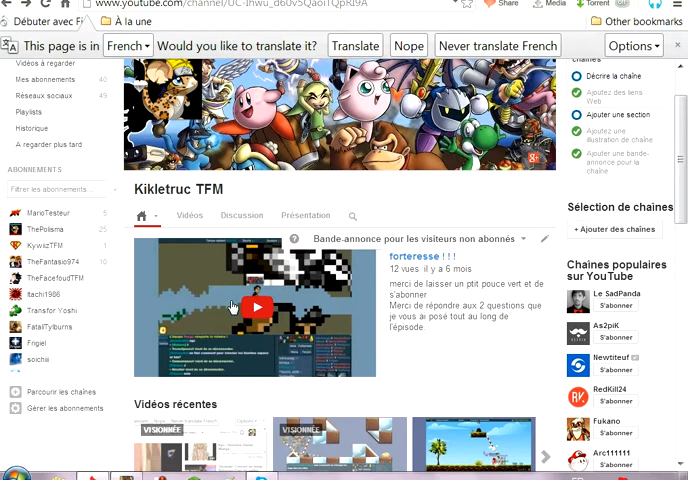 www.youtube.com/channel/UC-Ihwu_d60v5QaoiTQpRI9A
Share
Media
Torrent
Débuter avec Fi
À la une
Other bookmarks
This page is in French Would you like to translate it? Translate Nope Never translate French Options
Vidéos à regarder
Mes abonnements 40
Réseaux sociaux 49
Playlists
Historique
A regarder plus tard
ABONNEMENTS
Filtrer les abonnements...
MarioTesteur 5
ThePolisma 25
KywiizTFM 1
TheFantasio974 10
TheFacefoudTFM
Itachi1986
Transfor Yoshi
FatallTyburns
Frigiel
soichiii
Parcourir les chaînes
Gérer les abonnements
Kikletruc TFM
Vidéos
Discussion
Présentation
Bande-annonce pour les visiteurs non abonnés
forteresse ! ! !
12 vues il y a 6 mois
merci de laisser un ptit pouce vert et de
s'abonner
Merci de répondre aux 2 questions que
je vous ai posé tout au long de
l'épisode.
Vidéos récentes
VISIONNÉE
VISIONNÉE
chaînes
Décrire la chaîne
Ajouter des liens
Web
Ajouter une section
Ajouter une
illustration de chaîne
Ajouter une bande-
annonce pour la
chaîne
Sélection de chaînes
+ Ajouter des chaînes
Chaînes populaires
sur YouTube
Le SadPanda
S'abonner
As2piK
S'abonner
Newtiteuf
S'abonner
RedKill24
S'abonner
Fukano
S'abonner
Arc111111
S'abonner